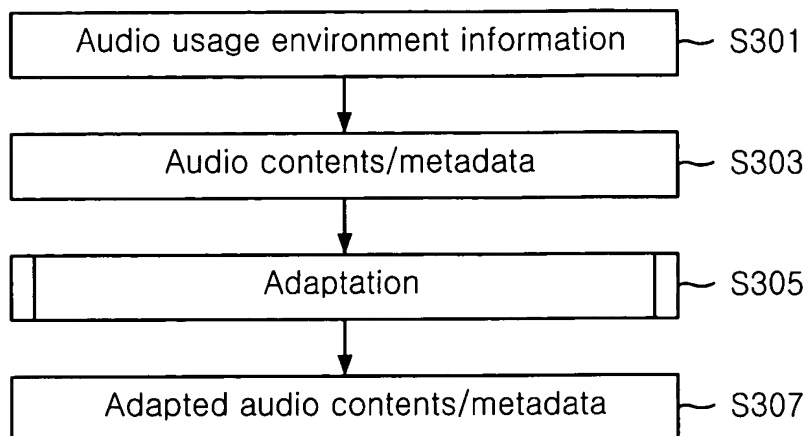 Audio usage environment information S301
Audio contents/metadata S303
Adaptation S305
Adapted audio contents/metadata S307